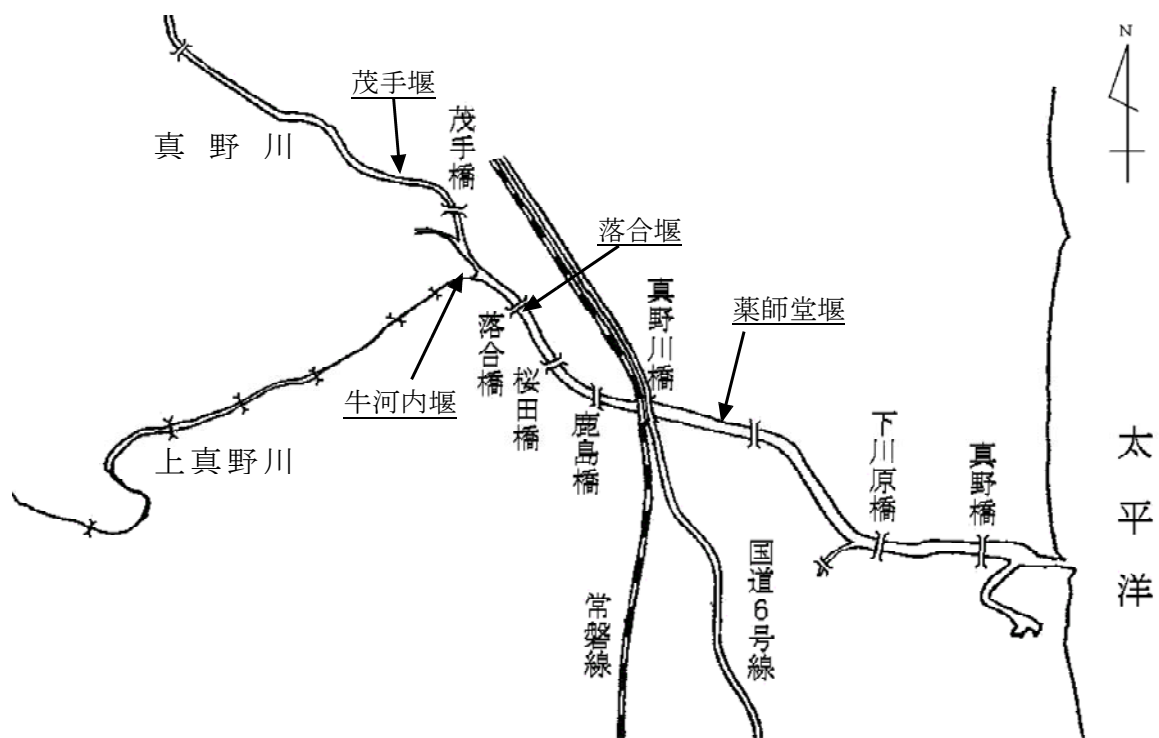 N
茂手堰
茂手橋
真野川
落合堰
真野川橋
薬師堂堰
落合橋
桜田橋
牛河内堰
鹿島橋
上真野川
下川原橋
真野橋
太平洋
国道6号線
常磐線